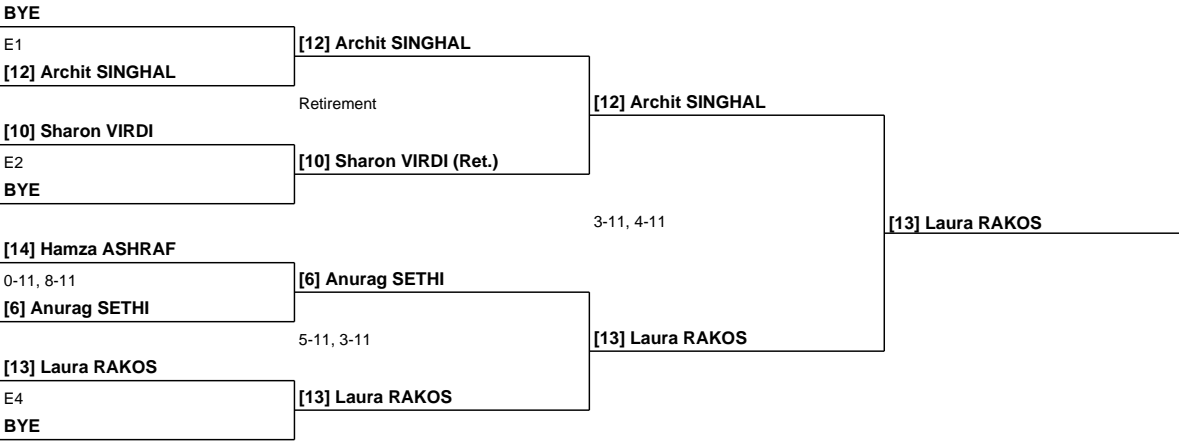 BYE
E1
[12] Archit SINGHAL
[12] Archit SINGHAL
Retirement
[12] Archit SINGHAL
[10] Sharon VIRDI
E2
[10] Sharon VIRDI (Ret.)
BYE
3-11, 4-11
[13] Laura RAKOS
[14] Hamza ASHRAF
0-11, 8-11
[6] Anurag SETHI
[6] Anurag SETHI
5-11, 3-11
[13] Laura RAKOS
[13] Laura RAKOS
E4
[13] Laura RAKOS
BYE